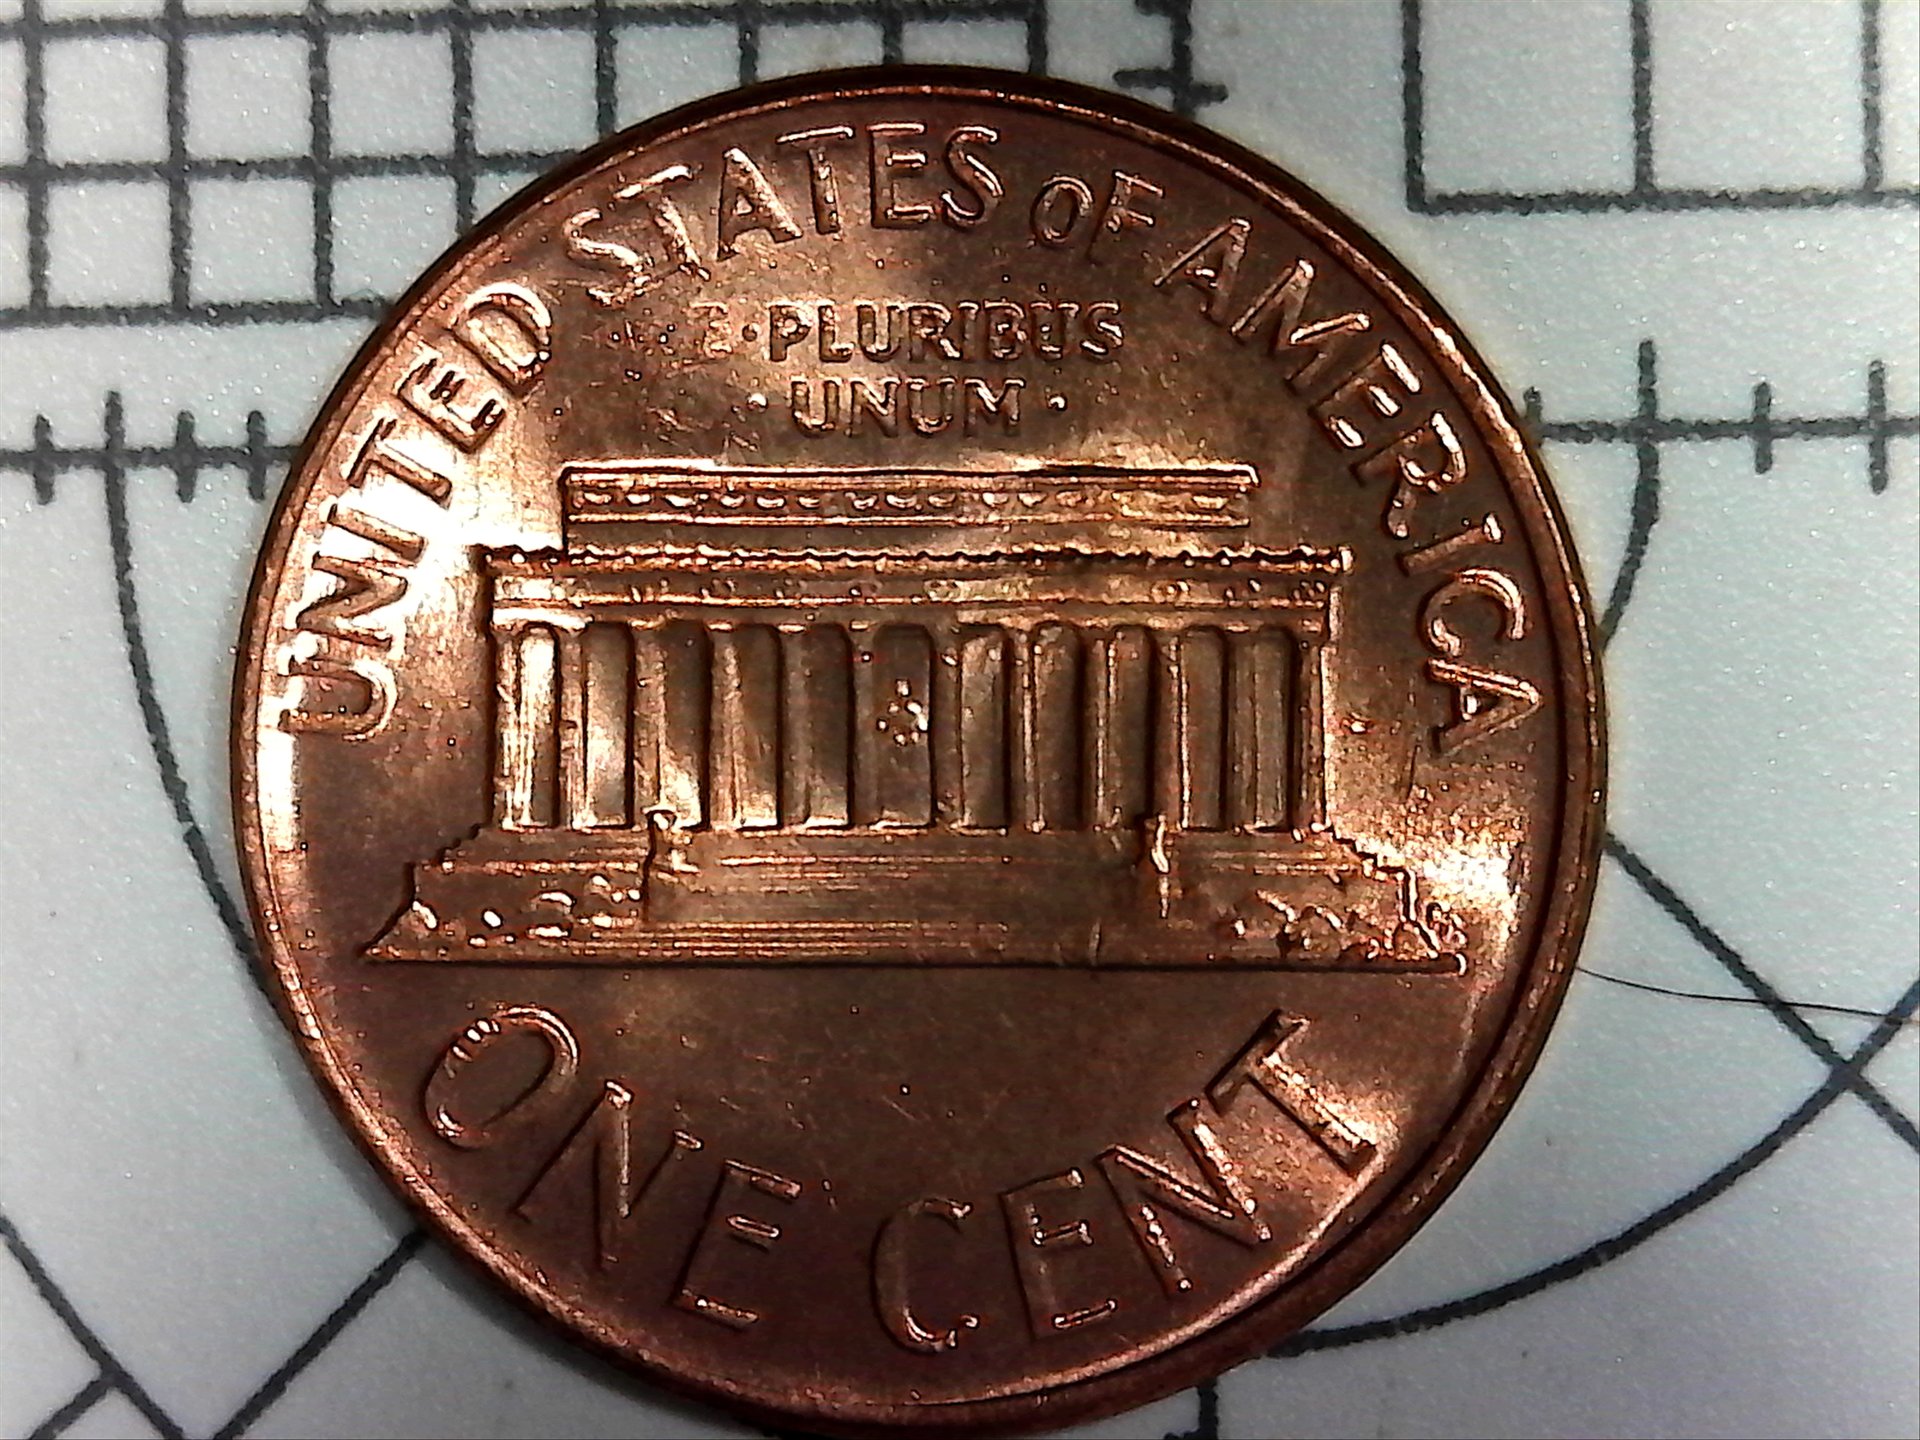 UNITED STATES OF AMERICA
E·PLURIBUS
·UNUM·
ONE CENT